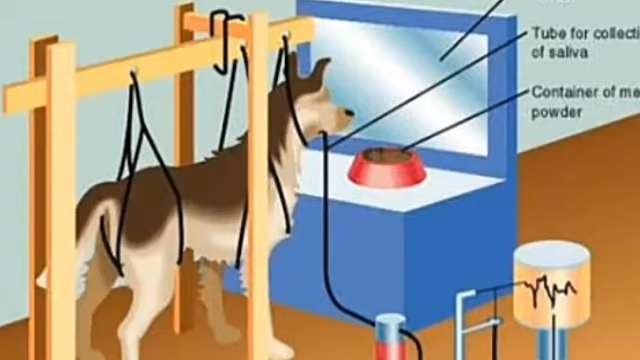 Tube for collecti
of saliva
Container of me
powder